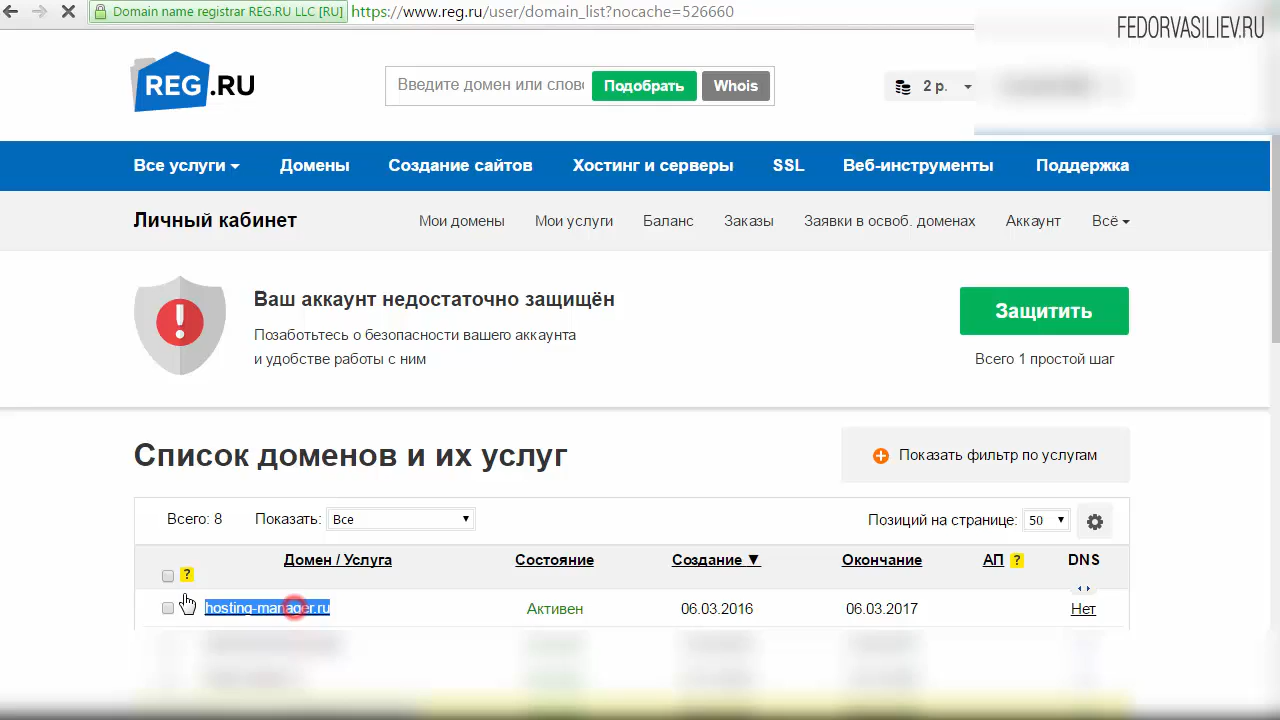 Domain name registrar REG.RU LLC [RU] https://www.reg.ru/user/domain_list?nocache=526660
FEDORVASILIEV.RU
REG.RU
Введите домен или слово
Подобрать
Whois
2 р.
Все услуги
Домены
Создание сайтов
Хостинг и серверы
SSL
Веб-инструменты
Поддержка
Личный кабинет
Мои домены
Мои услуги
Баланс
Заказы
Заявки в освоб. доменах
Аккаунт
Всё
Ваш аккаунт недостаточно защищён
Позаботьтесь о безопасности вашего аккаунта
и удобстве работы с ним
Защитить
Всего 1 простой шаг
Список доменов и их услуг
Показать фильтр по услугам
Всего: 8
Показать: Все
Позиций на странице: 50
? Домен / Услуга Состояние Создание ▼ Окончание АП ? DNS
hosting-manager.ru Активен 06.03.2016 06.03.2017 Нет